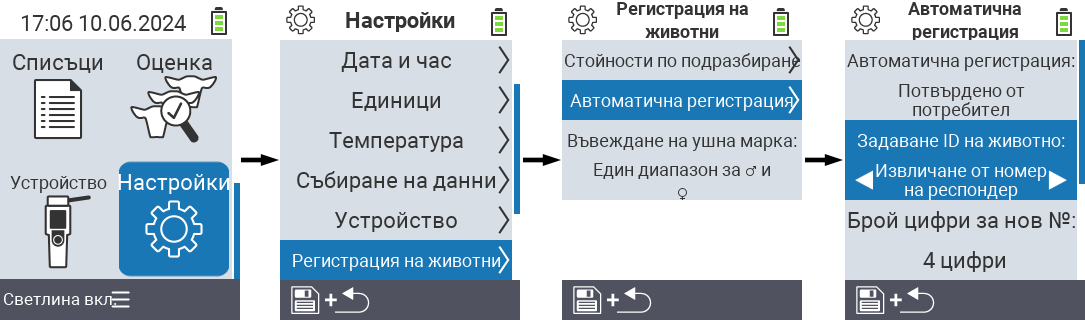 17:06 10.06.2024
Списъци
Оценка
Устройство
Настройки
Светлина вкл.
Настройки
Дата и час
Единици
Температура
Събиране на данни
Устройство
Регистрация на животни
+
Регистрация на
животни
Стойности по подразбиране
Автоматична регистрация
Въвеждане на ушна марка:
Един диапазон за ♂ и
♀
+
Автоматична
регистрация
Автоматична регистрация:
Потвърдено от
потребител
Задаване ID на животно:
Извличане от номер
на респондер
Брой цифри за нов №:
4 цифри
+